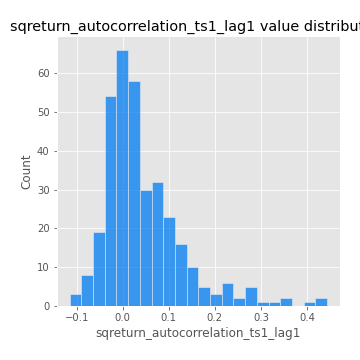 sqreturn_autocorrelation_ts1_lag1 value distribut
60
50
40
30
20
10
0
Count
−0.1 0.0 0.1 0.2 0.3 0.4
sqreturn_autocorrelation_ts1_lag1